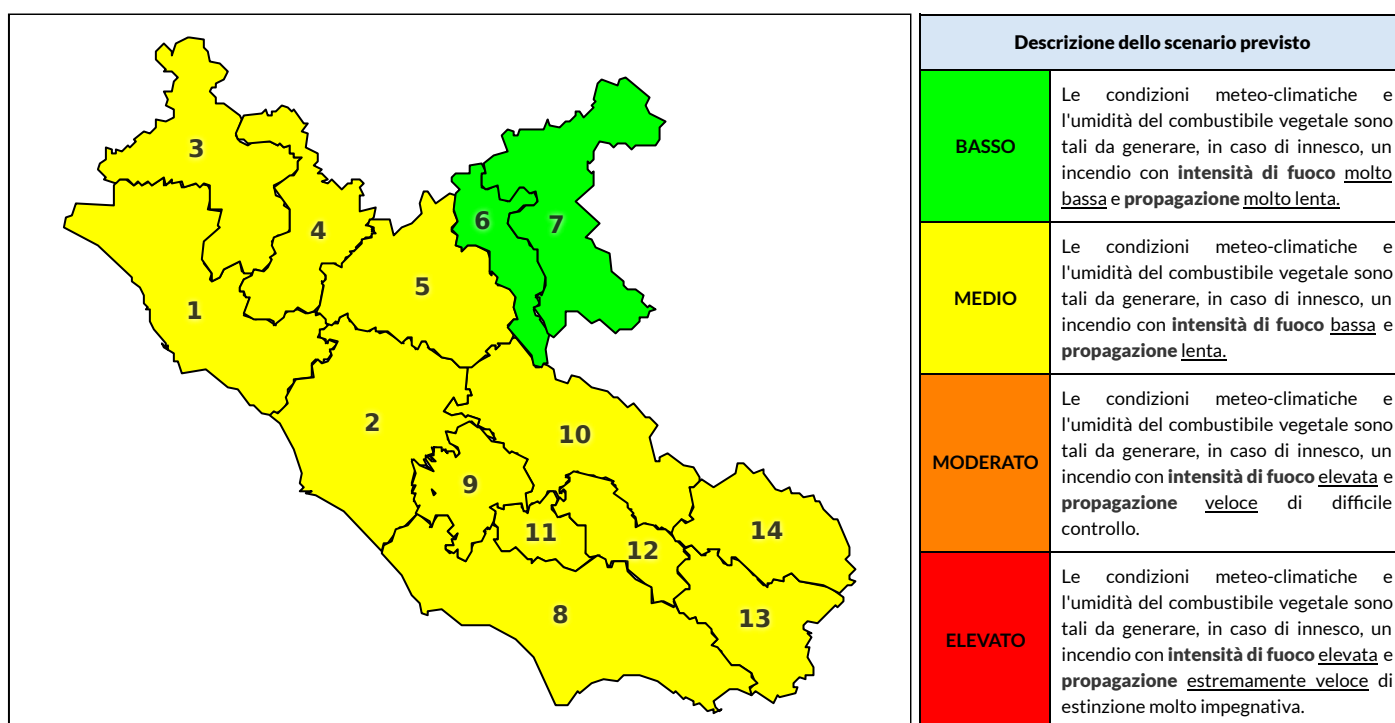 3
4
6
7
5
1
2
10
9
11
12
14
8
13
Descrizione dello scenario previsto
BASSO
Le condizioni meteo-climatiche e
l'umidità del combustibile vegetale sono
tali da generare, in caso di innesco, un
incendio con intensità di fuoco molto
bassa e propagazione molto lenta.
MEDIO
Le condizioni meteo-climatiche e
l'umidità del combustibile vegetale sono
tali da generare, in caso di innesco, un
incendio con intensità di fuoco bassa e
propagazione lenta.
MODERATO
Le condizioni meteo-climatiche e
l'umidità del combustibile vegetale sono
tali da generare, in caso di innesco, un
incendio con intensità di fuoco elevata e
propagazione veloce di difficile
controllo.
ELEVATO
Le condizioni meteo-climatiche e
l'umidità del combustibile vegetale sono
tali da generare, in caso di innesco, un
incendio con intensità di fuoco elevata e
propagazione estremamente veloce di
estinzione molto impegnativa.